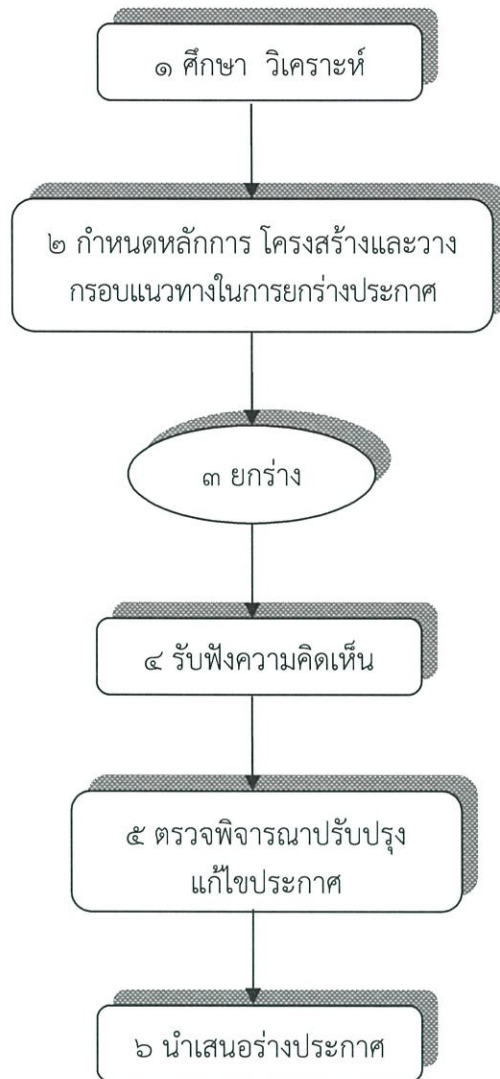 ๑ ศึกษา วิเคราะห์
๒ กำหนดหลักการ โครงสร้างและวาง
กรอบแนวทางในการยกร่างประกาศ
๓ ยกร่าง
๔ รับฟังความคิดเห็น
๕ ตรวจพิจารณาปรับปรุง
แก้ไขประกาศ
๖ นำเสนอร่างประกาศ